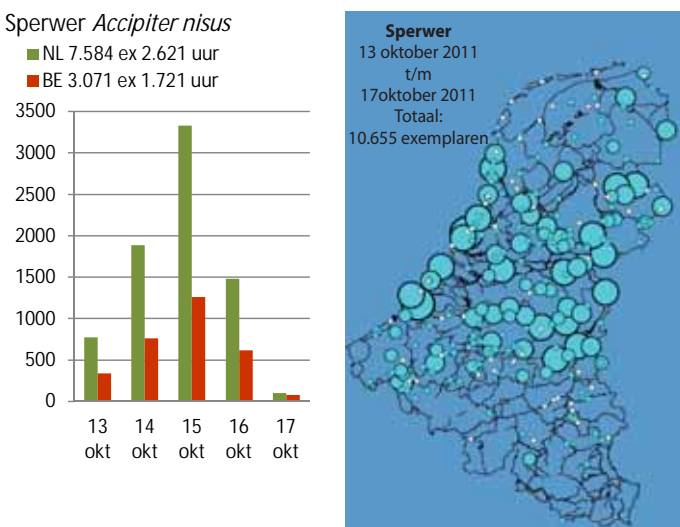 Sperwer Accipiter nisus
NL 7.584 ex 2.621 uur
BE 3.071 ex 1.721 uur
3500
3000
2500
2000
1500
1000
500
0
13 14 15 16 17
okt okt okt okt okt
Sperwer
13 oktober 2011
t/m
17oktober 2011
Totaal:
10.655 exemplaren